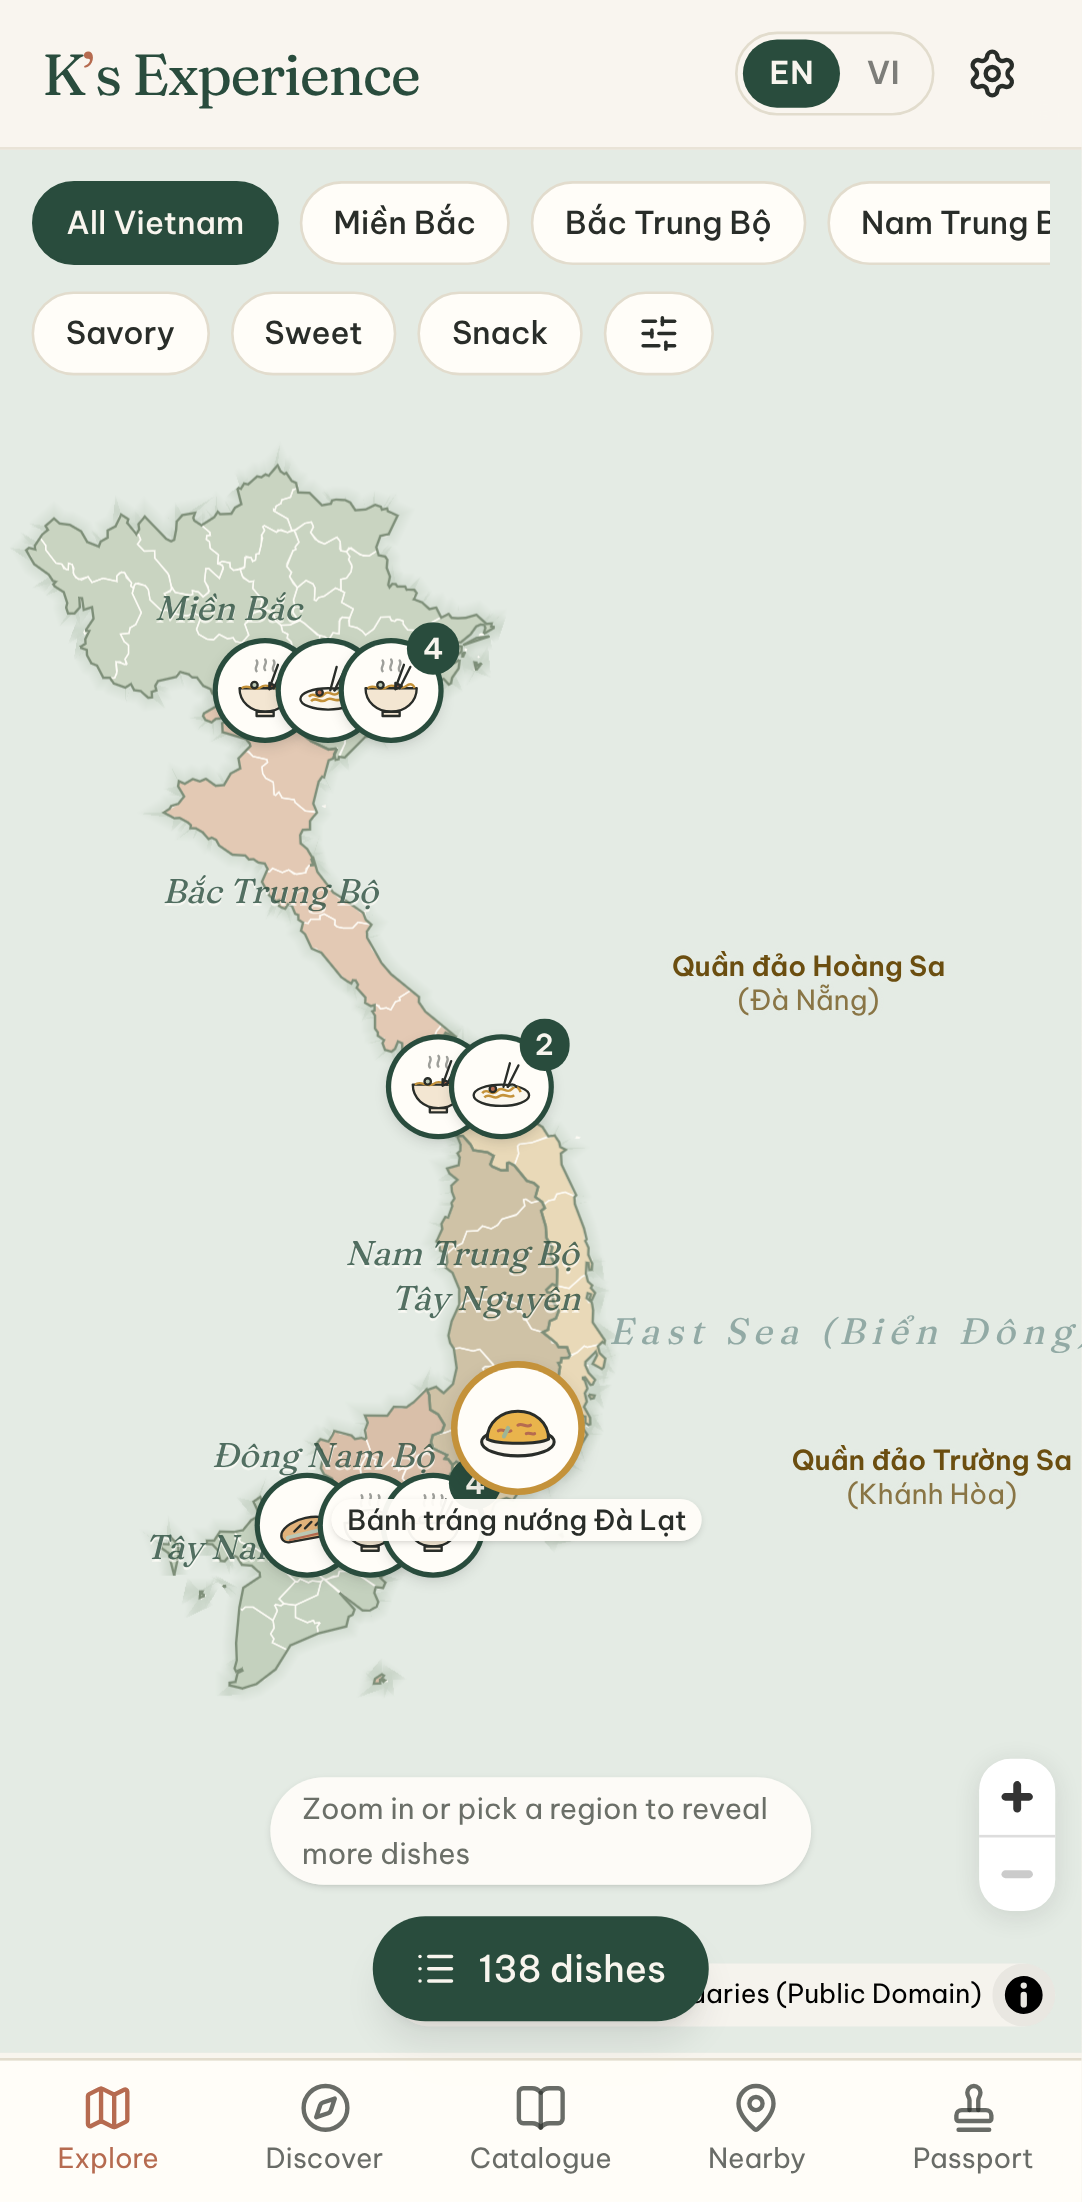 K's Experience
EN VI
All Vietnam Miền Bắc Bắc Trung Bộ Nam Trung
Savory Sweet Snack
Miền Bắc
4
Bắc Trung Bộ
Quần đảo Hoàng Sa
(Đà Nẵng)
2
Nam Trung Bộ
Tây Nguyên
East Sea (Biển Đông)
Đông Nam Bộ
Quần đảo Trường Sa
(Khánh Hòa)
4
Bánh tráng nướng Đà Lạt
Tây
Zoom in or pick a region to reveal
more dishes
138 dishes
(Public Domain)
Explore Discover Catalogue Nearby Passport